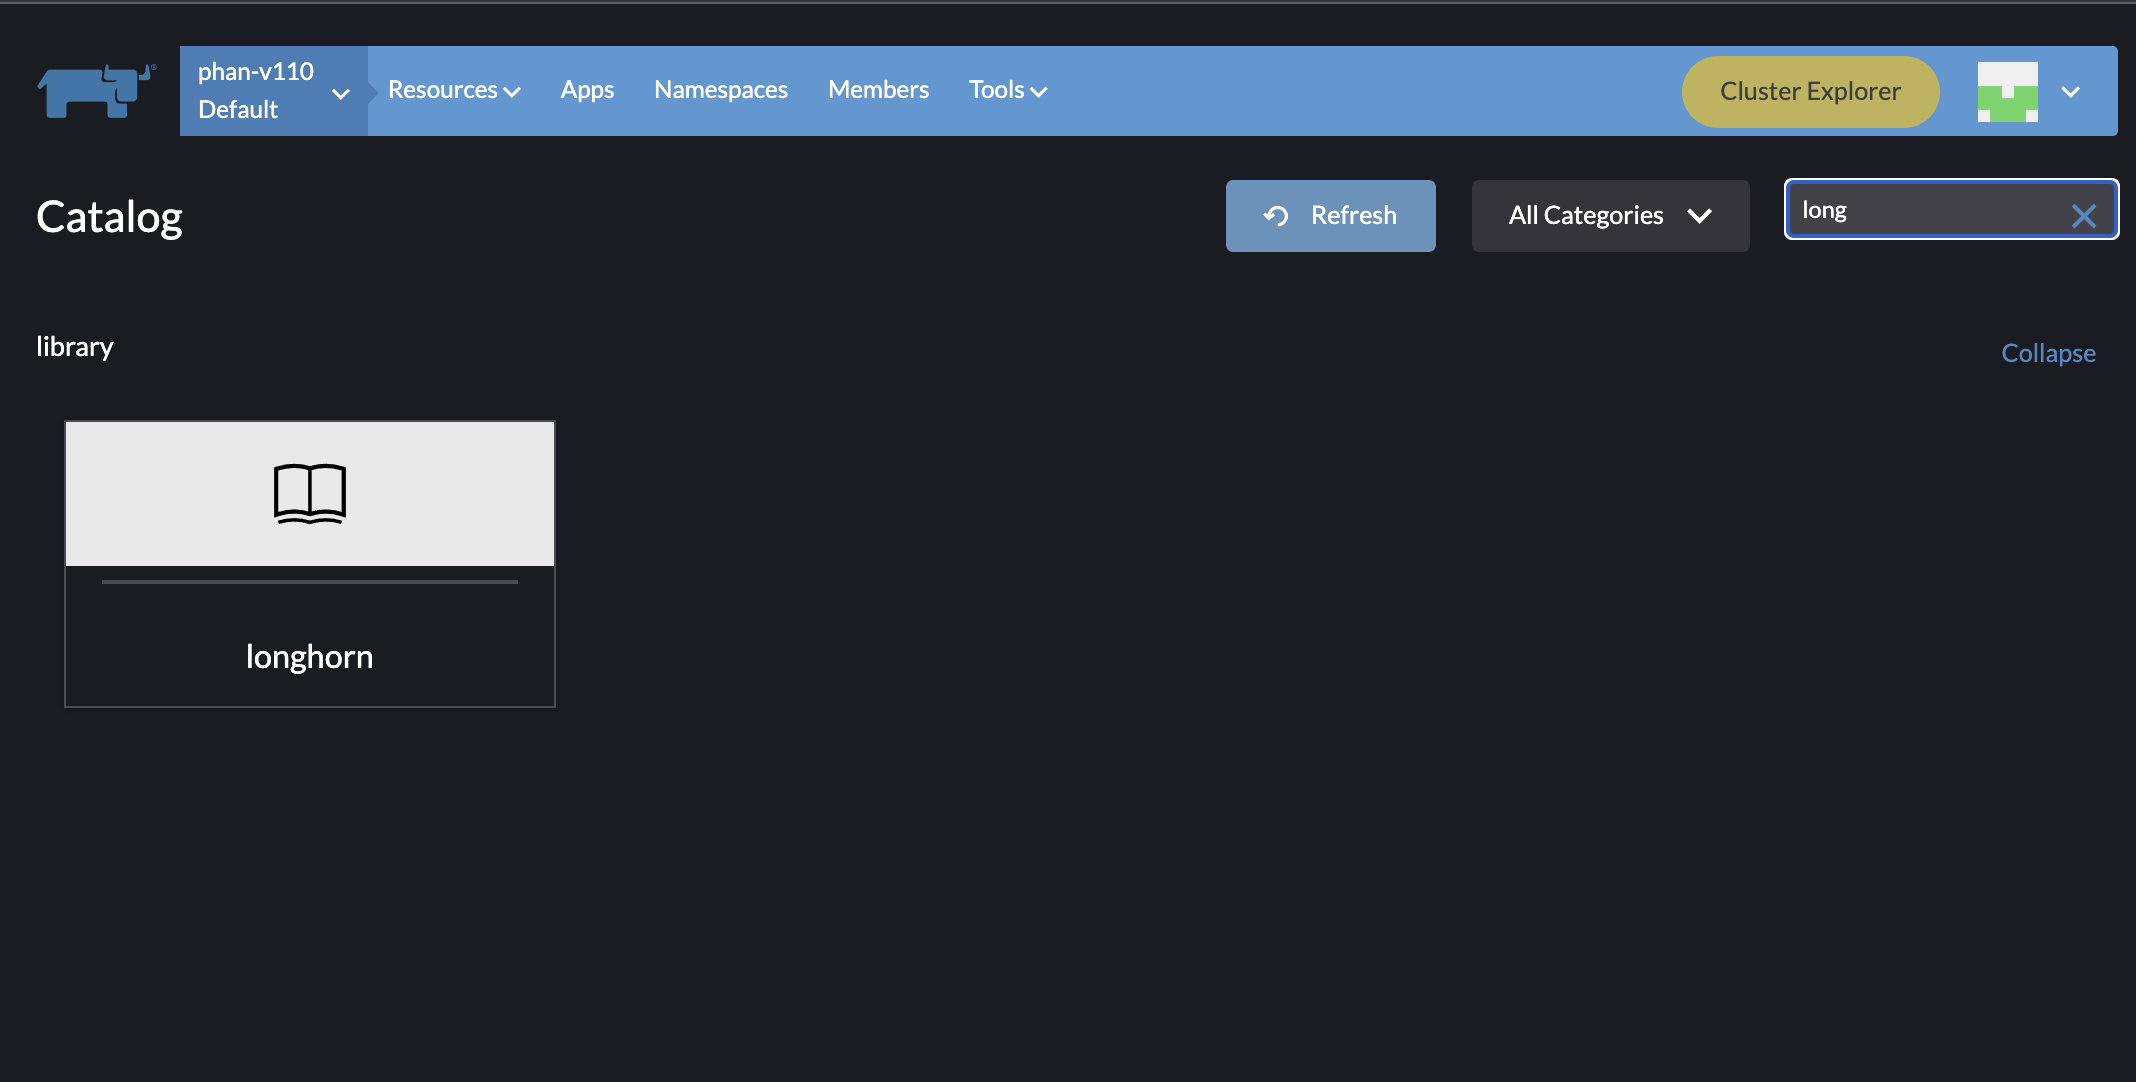 phan-v110
Default
Resources
Apps
Namespaces
Members
Tools
Cluster Explorer
Catalog
Refresh
All Categories
long
library
Collapse
longhorn